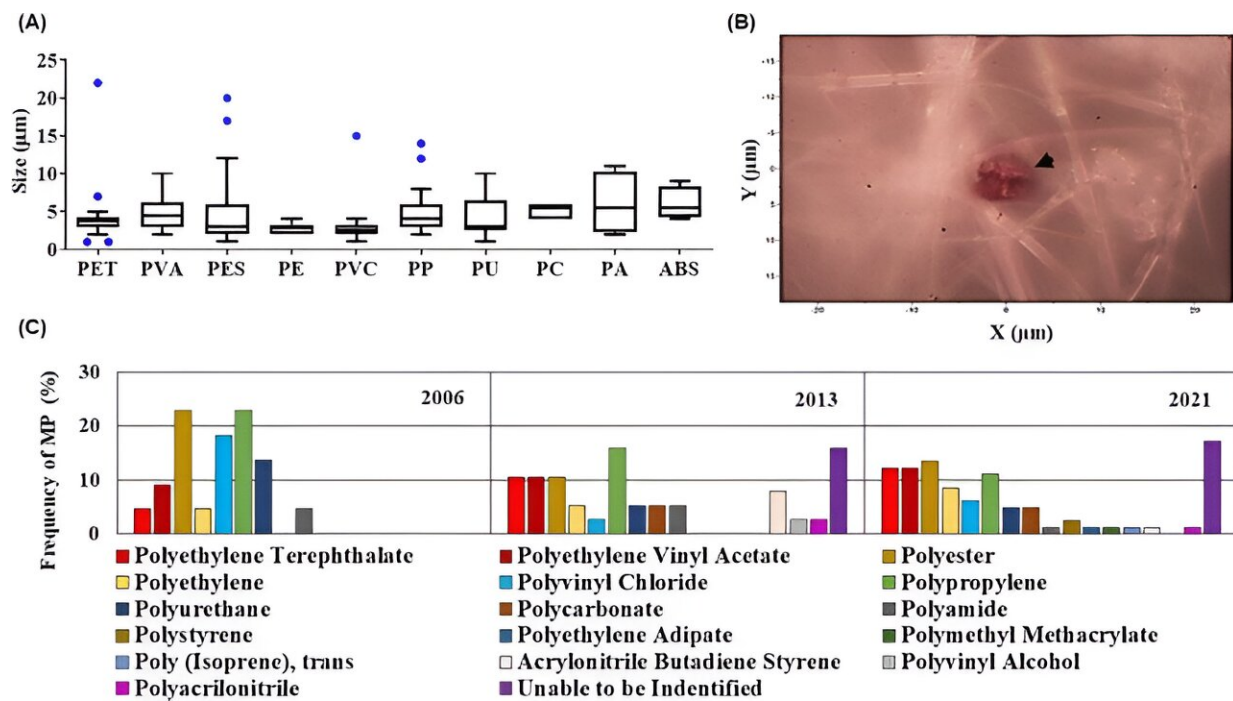 (A)
(B)
Size (µm)
25
20
15
10
5
0
PET PVA PES PE PVC PP PU PC PA ABS
Y (µm)
0
5
0
X (µm)
(C)
Frequency of MP (%)
30
20
10
0
2006 2013 2021
Polyethylene Terephthalate Polyethylene Vinyl Acetate Polyester
Polyethylene Polyvinyl Chloride Polypropylene
Polyurethane Polycarbonate Polyamide
Polystyrene Polyethylene Adipate Polymethyl Methacrylate
Poly (Isoprene), trans Acrylonitrile Butadiene Styrene Polyvinyl Alcohol
Polyacrilonitrile Unable to be Indentified